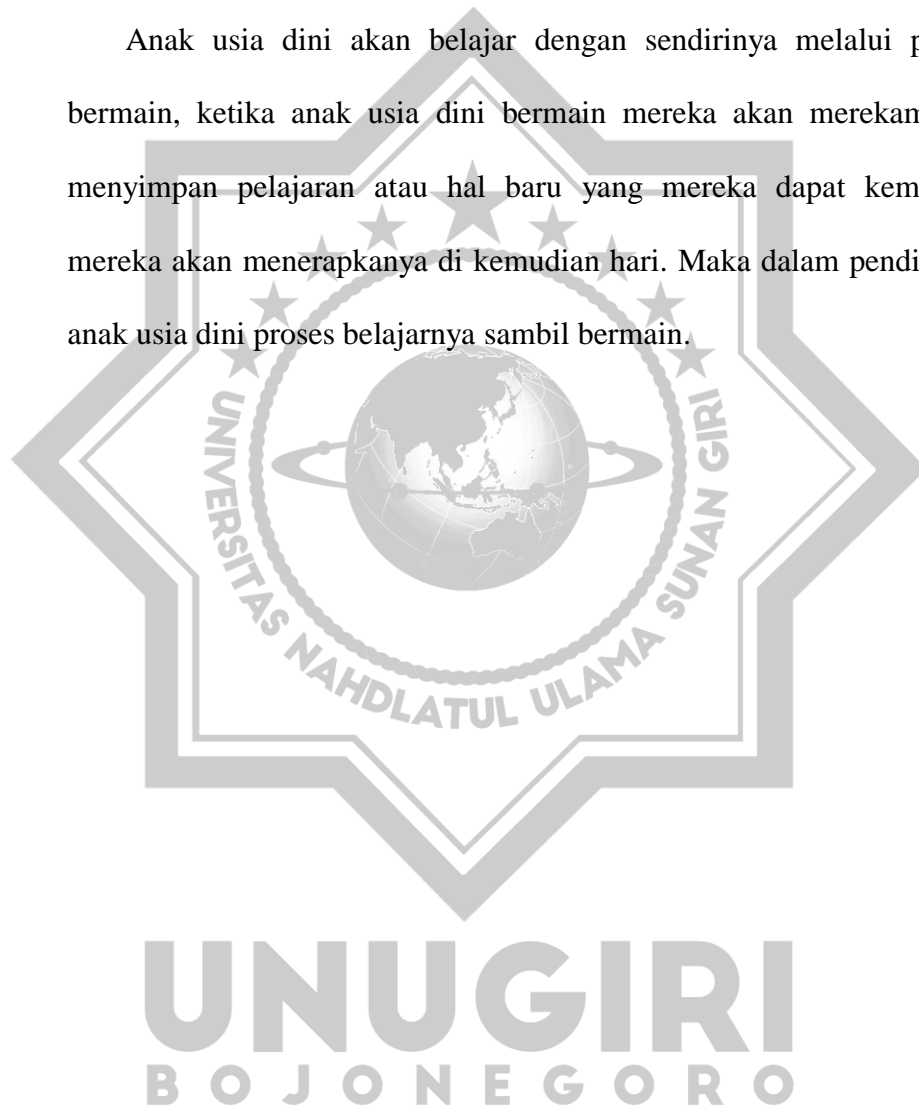 Anak usia dini akan belajar dengan sendirinya melalui p
bermain, ketika anak usia dini bermain mereka akan merekam
menyimpan pelajaran atau hal baru yang mereka dapat kem
mereka akan menerapkanya di kemudian hari. Maka dalam pendi
anak usia dini proses belajarnya sambil bermain.
UNIVERSITAS NAHDLATUL ULAMA SUNAN GIRI
UNUGIRI
BOJONEGORO